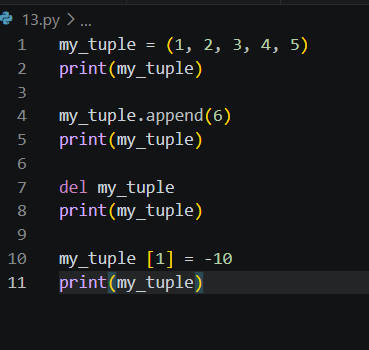 13.py > ...
1 my_tuple = (1, 2, 3, 4, 5)
2 print(my_tuple)
3
4 my_tuple.append(6)
5 print(my_tuple)
6
7 del my_tuple
8 print(my_tuple)
9
10 my_tuple [1] = -10
11 print(my_tuple)